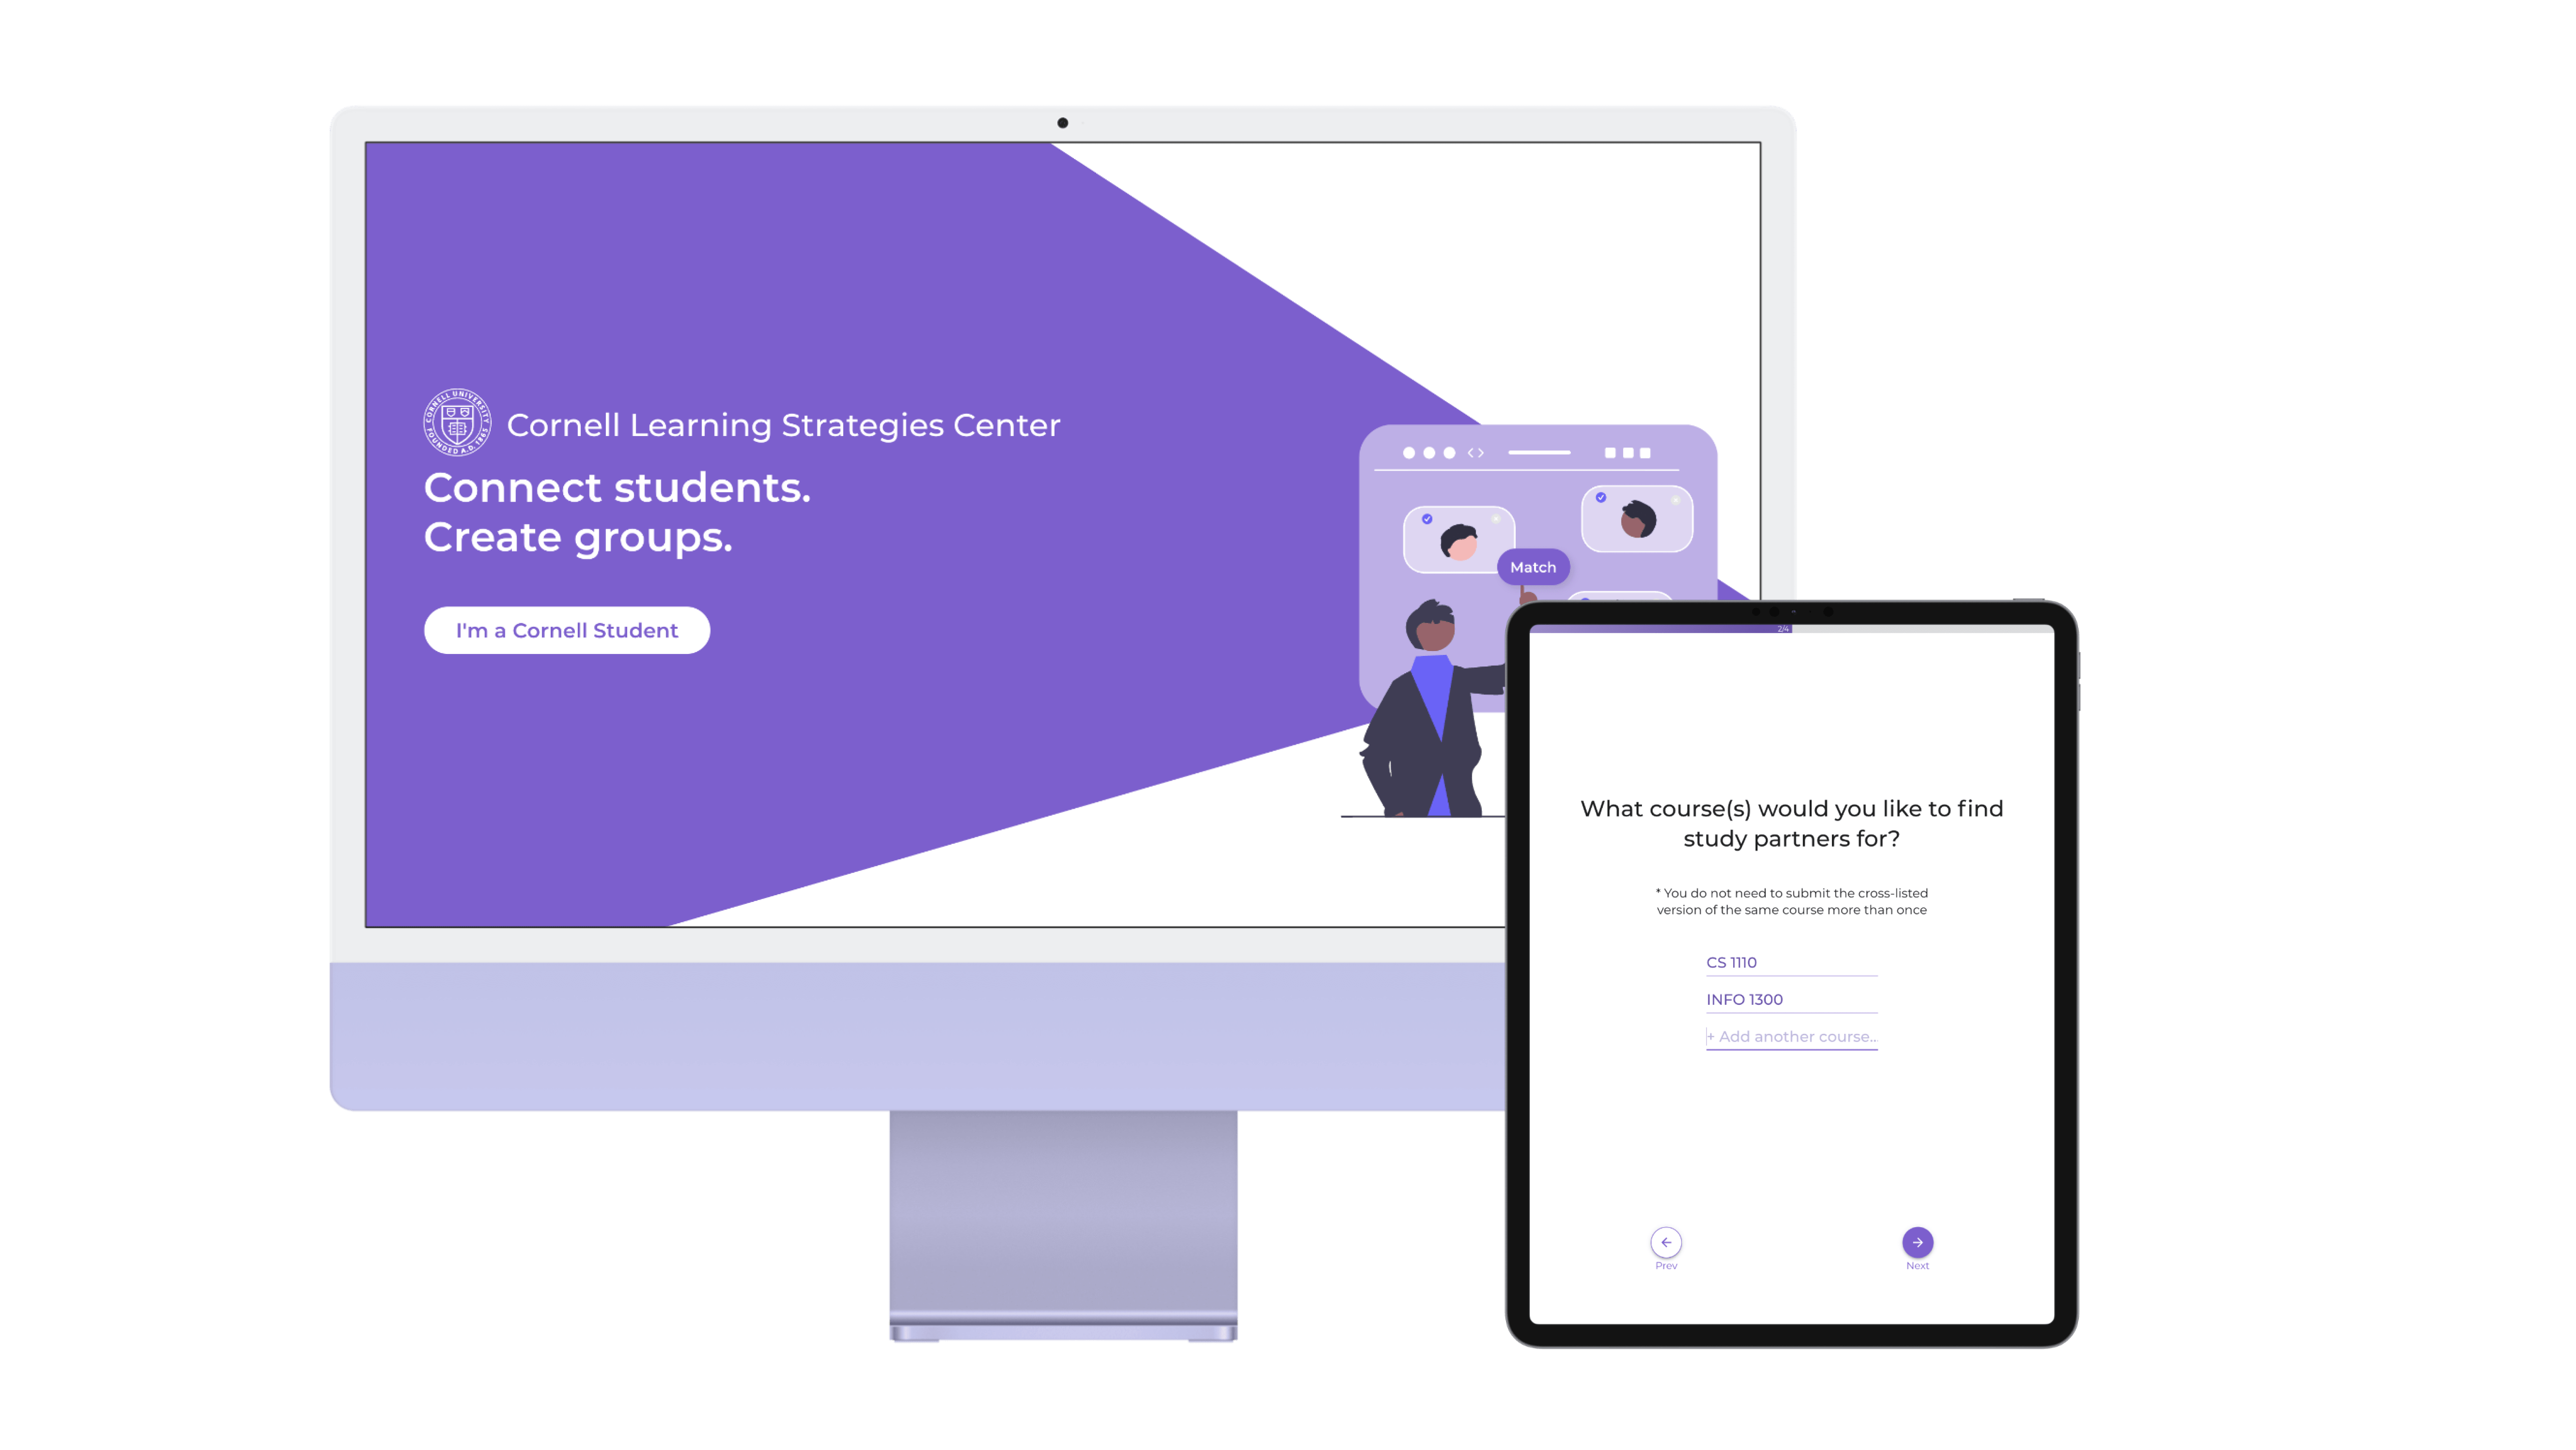 CORNELL UNIVERSITY
FOUNDED A.D. 1865
Cornell Learning Strategies Center
Connect students.
Create groups.
I'm a Cornell Student
Match
2/4
What course(s) would you like to find
study partners for?
* You do not need to submit the cross-listed
version of the same course more than once
CS 1110
INFO 1300
+ Add another course...
Prev
Next